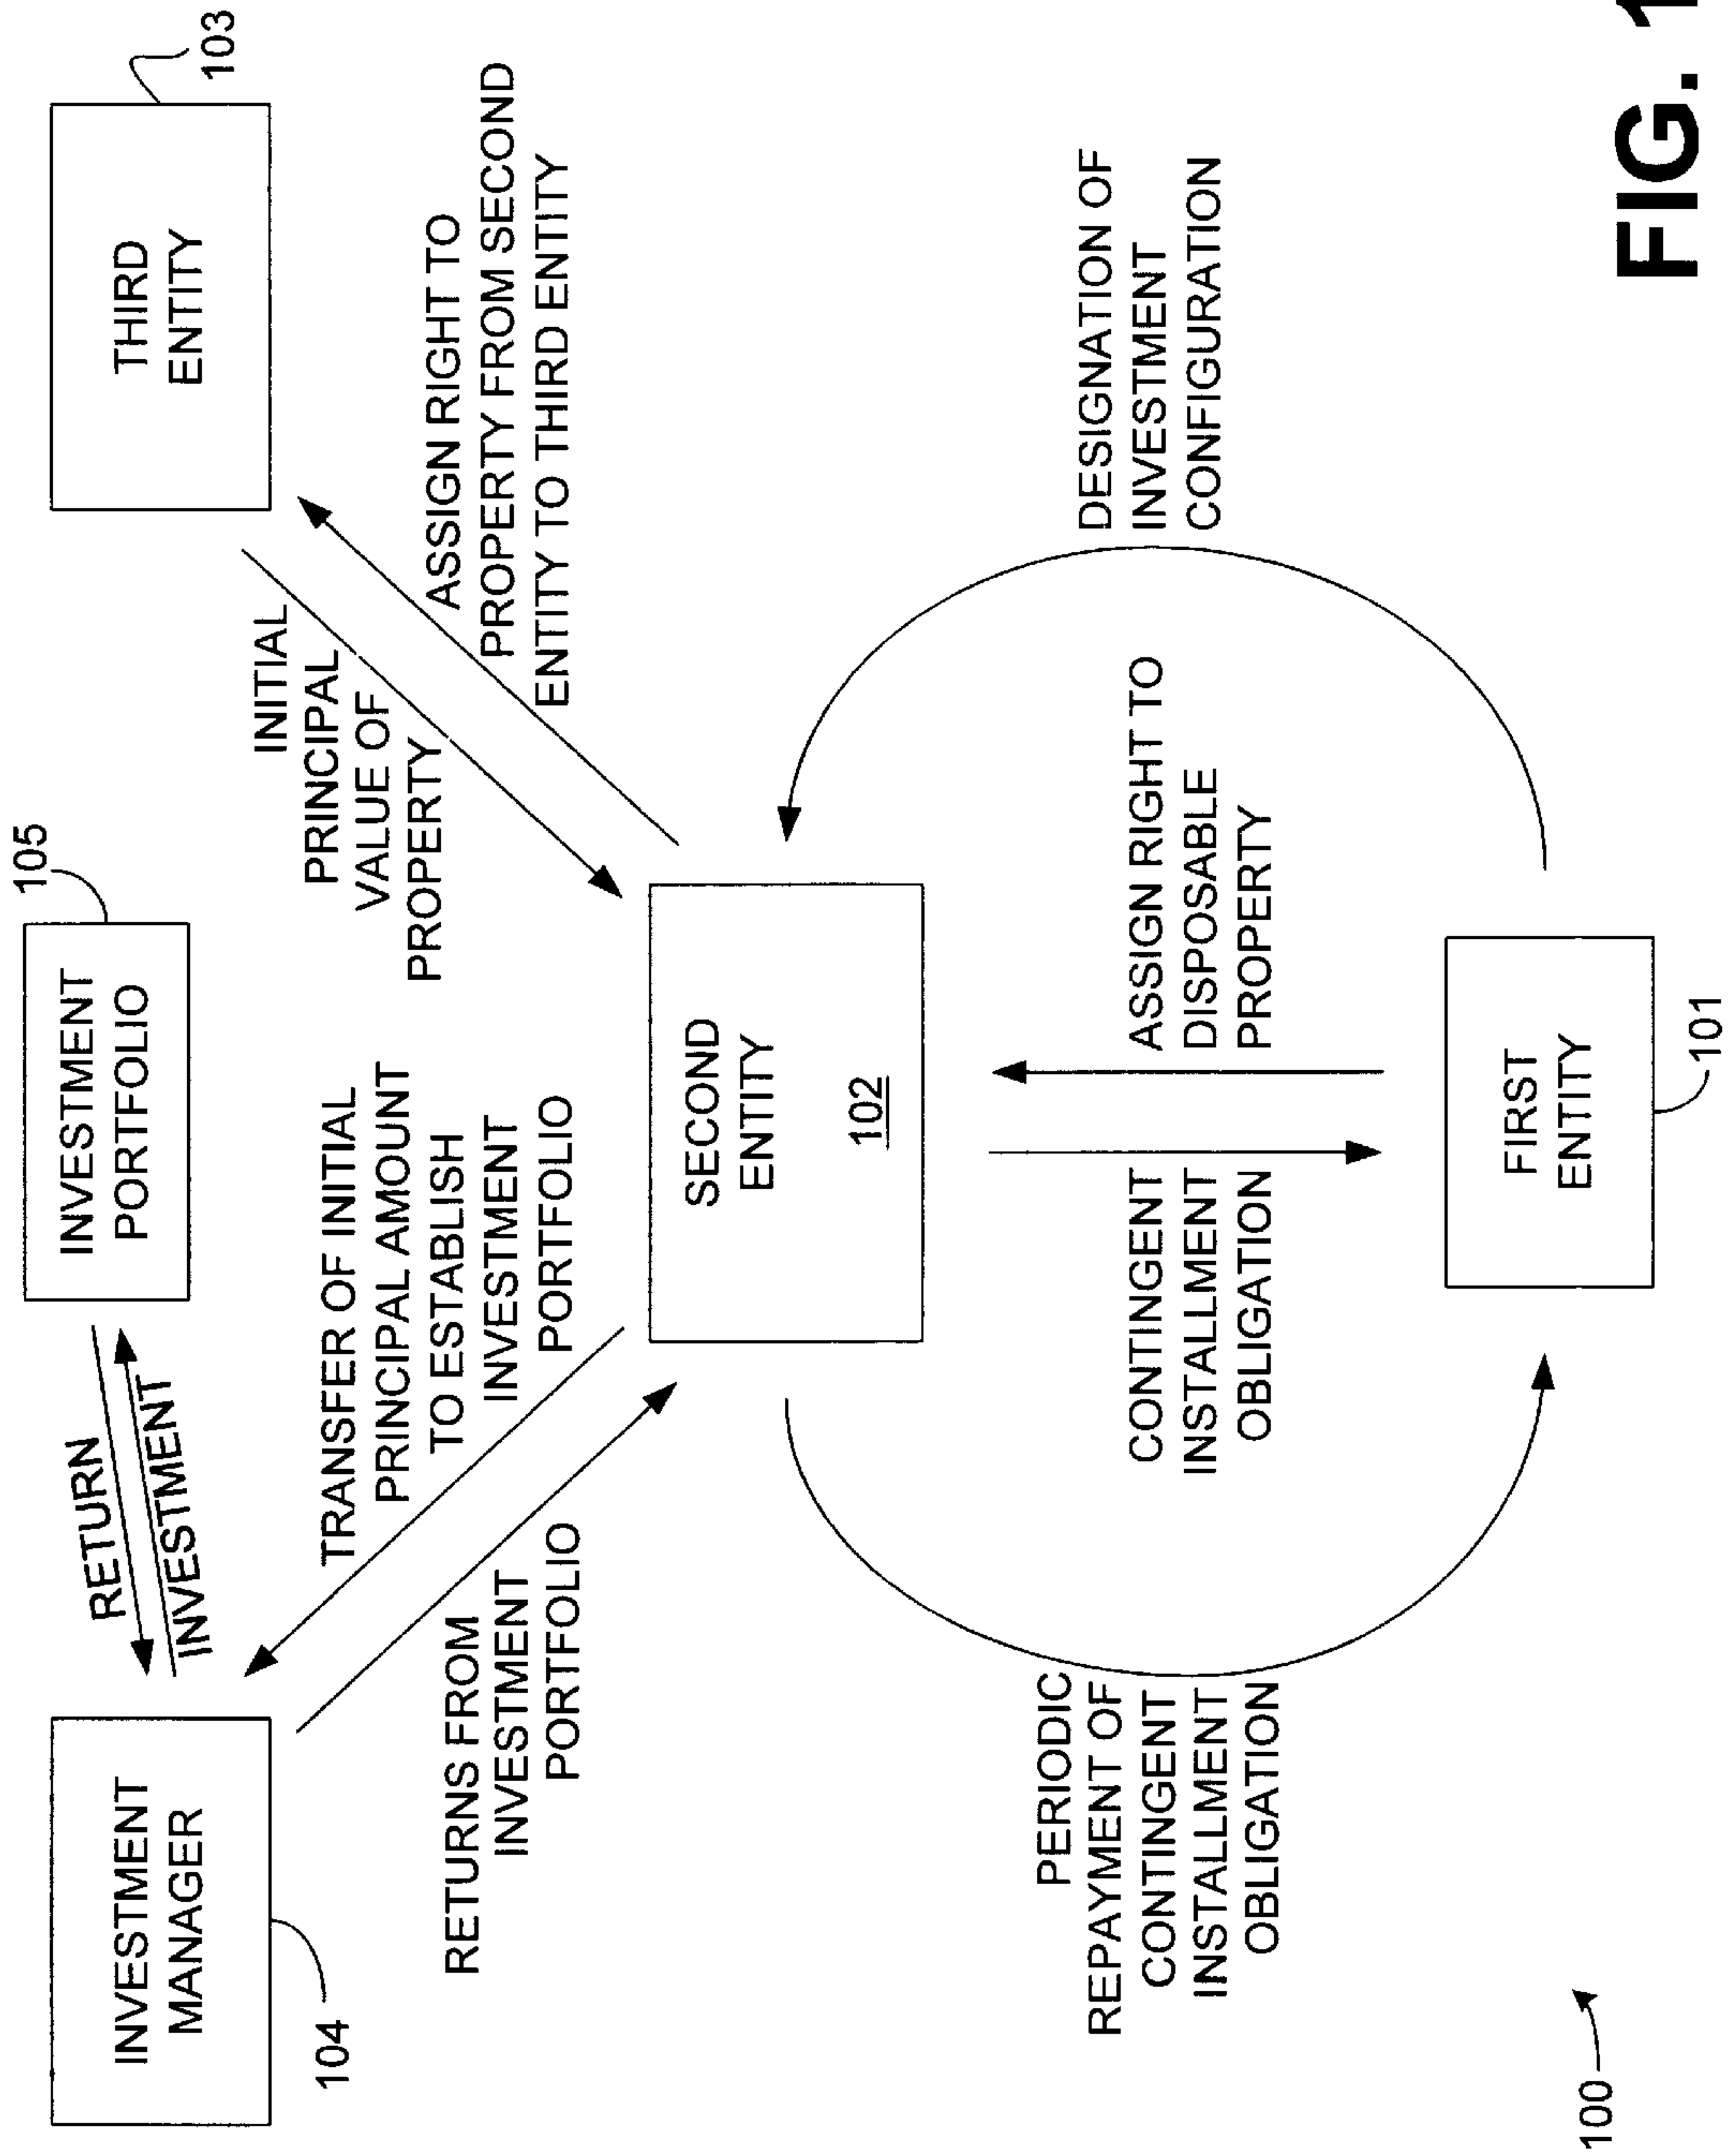 INVESTMENT
MANAGER
104
RETURN
INVESTMENT
INVESTMENT
PORTFOLIO
105
THIRD
ENTITY
103
TRANSFER OF INITIAL
PRINCIPAL AMOUNT
TO ESTABLISH
INVESTMENT
PORTFOLIO
RETURNS FROM
INVESTMENT
PORTFOLIO
INITIAL
PRINCIPAL
VALUE OF
PROPERTY
ASSIGN RIGHT TO
PROPERTY FROM SECOND
ENTITY TO THIRD ENTITY
SECOND
ENTITY
102
PERIODIC
REPAYMENT OF
CONTINGENT
INSTALLMENT
OBLIGATION
CONTINGENT
INSTALLMENT
OBLIGATION
ASSIGN RIGHT TO
DISPOSABLE
PROPERTY
DESIGNATION OF
INVESTMENT
CONFIGURATION
FIRST
ENTITY
101
100
FIG. 1